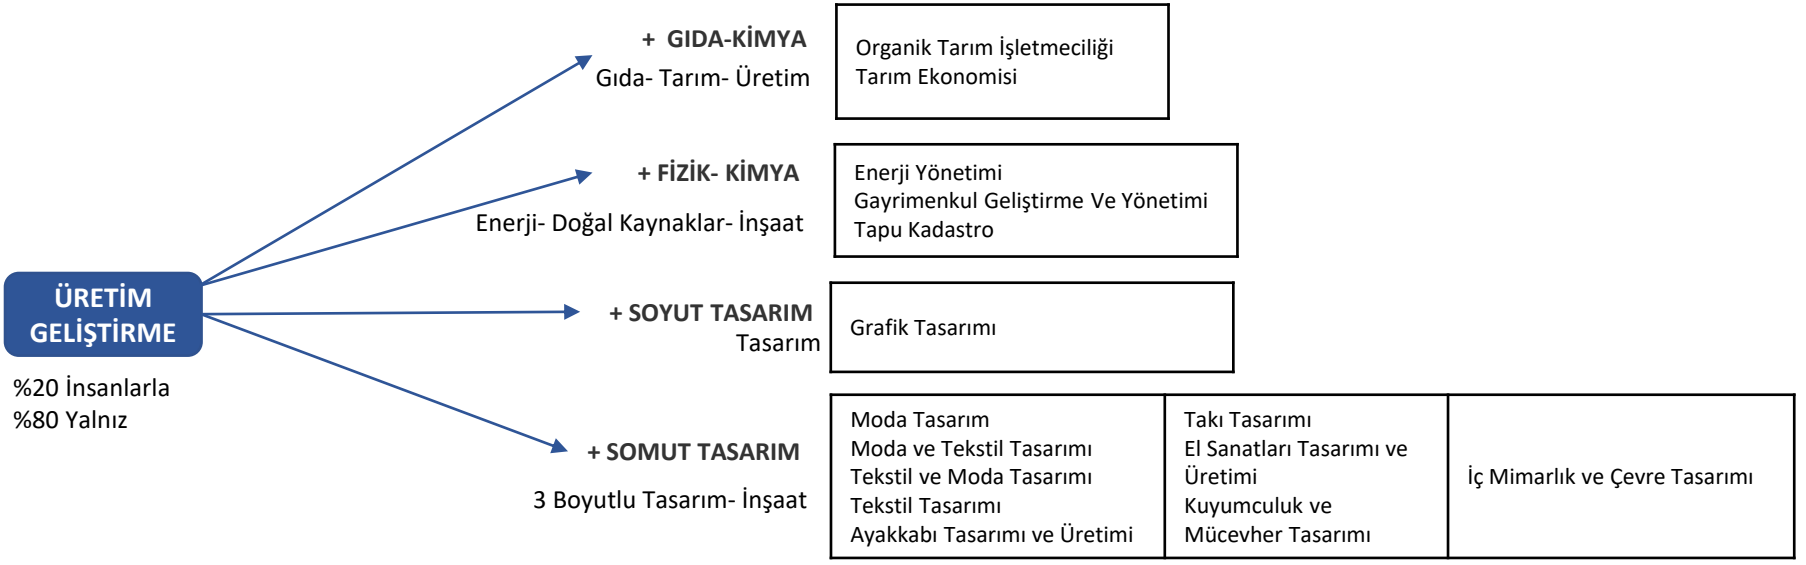 + GIDA-KİMYA
Gıda- Tarım- Üretim
Organik Tarım İşletmeciliği
Tarım Ekonomisi
+ FİZİK- KİMYA
Enerji- Doğal Kaynaklar- İnşaat
Enerji Yönetimi
Gayrimenkul Geliştirme Ve Yönetimi
Tapu Kadastro
ÜRETİM
GELİŞTİRME
%20 İnsanlarla
%80 Yalnız
+ SOYUT TASARIM
Tasarım
Grafik Tasarımı
+ SOMUT TASARIM
3 Boyutlu Tasarım- İnşaat
Moda Tasarım
Moda ve Tekstil Tasarımı
Tekstil ve Moda Tasarımı
Tekstil Tasarımı
Ayakkabı Tasarımı ve Üretimi
Takı Tasarımı
El Sanatları Tasarımı ve
Üretimi
Kuyumculuk ve
Mücevher Tasarımı
İç Mimarlık ve Çevre Tasarımı